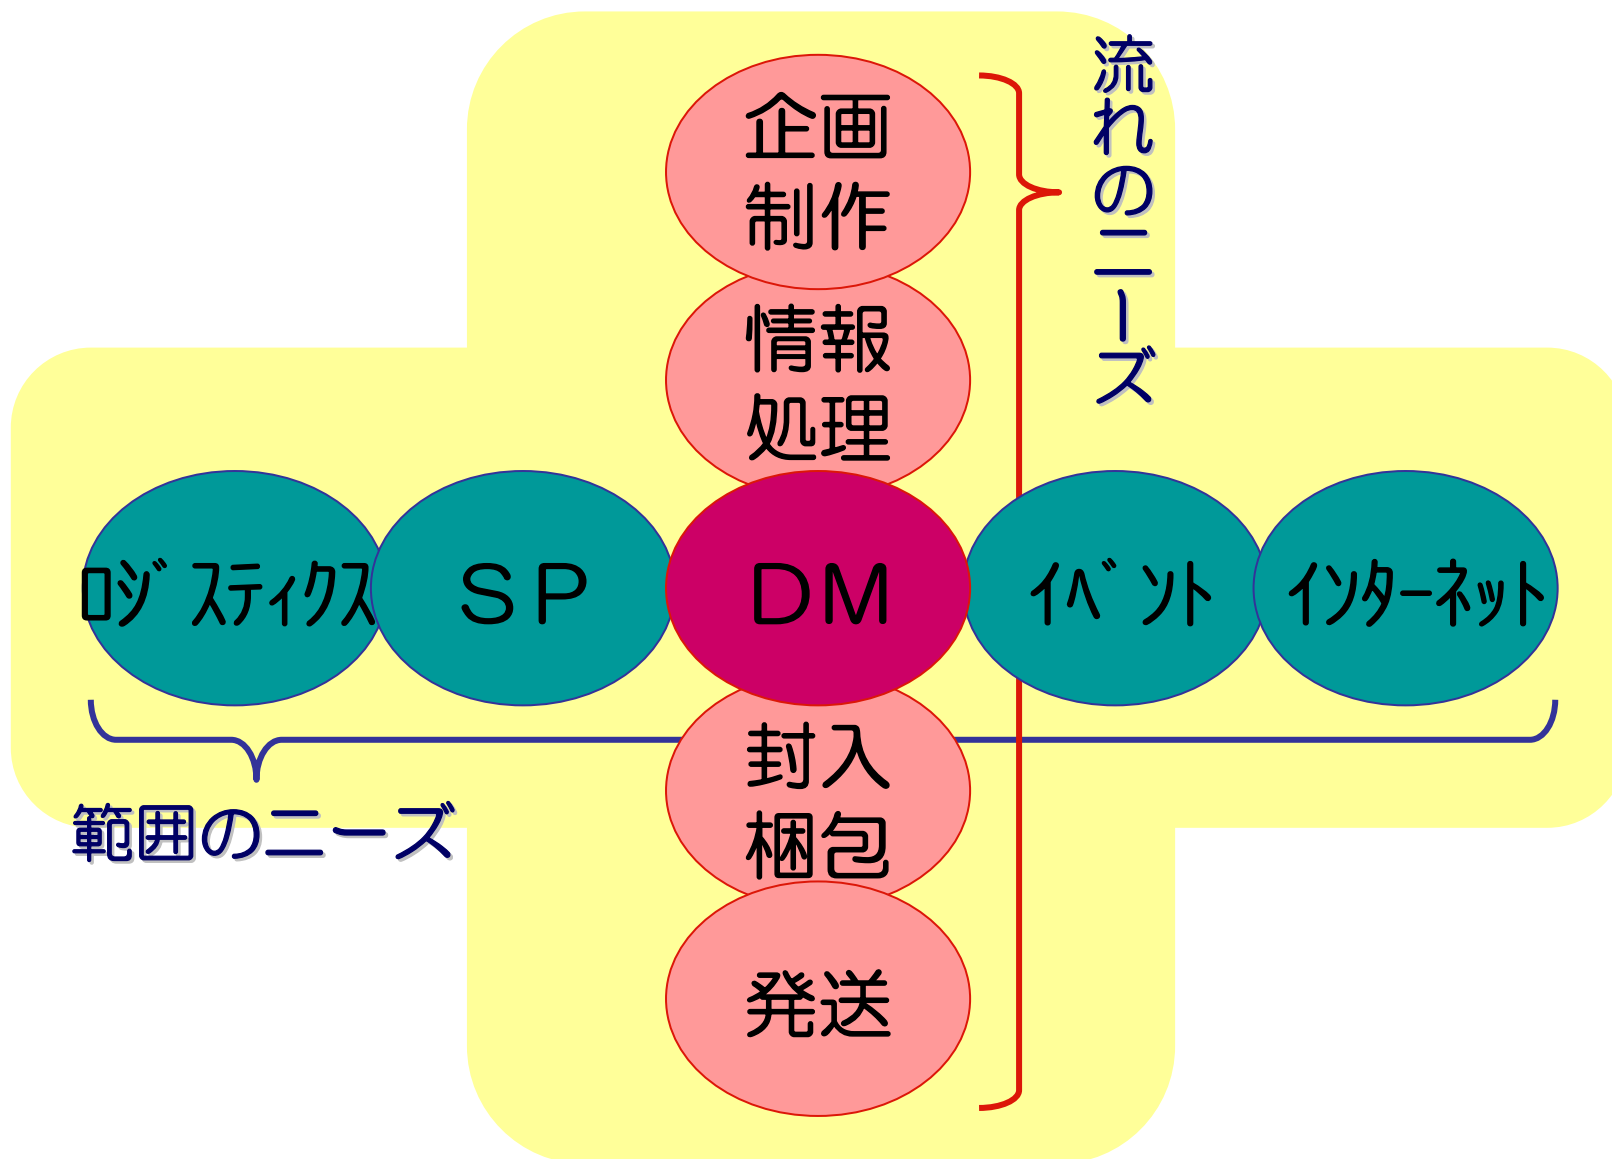 企画
制作
流れのニーズ
情報
処理
ﾛｼﾞｽﾃｨｸｽ
ＳＰ
ＤＭ
ｲﾍﾞﾝﾄ
ｲﾝﾀｰﾈｯﾄ
封入
梱包
範囲のニーズ
発送